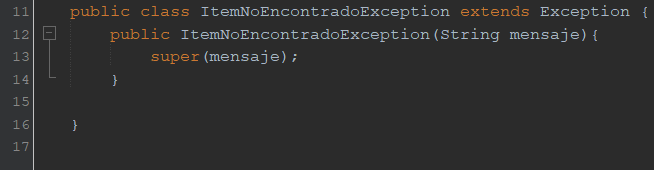 11 public class ItemNoEncontradoException extends Exception {
12     public ItemNoEncontradoException(String mensaje){
13         super(mensaje);
14     }
15
16 }
17